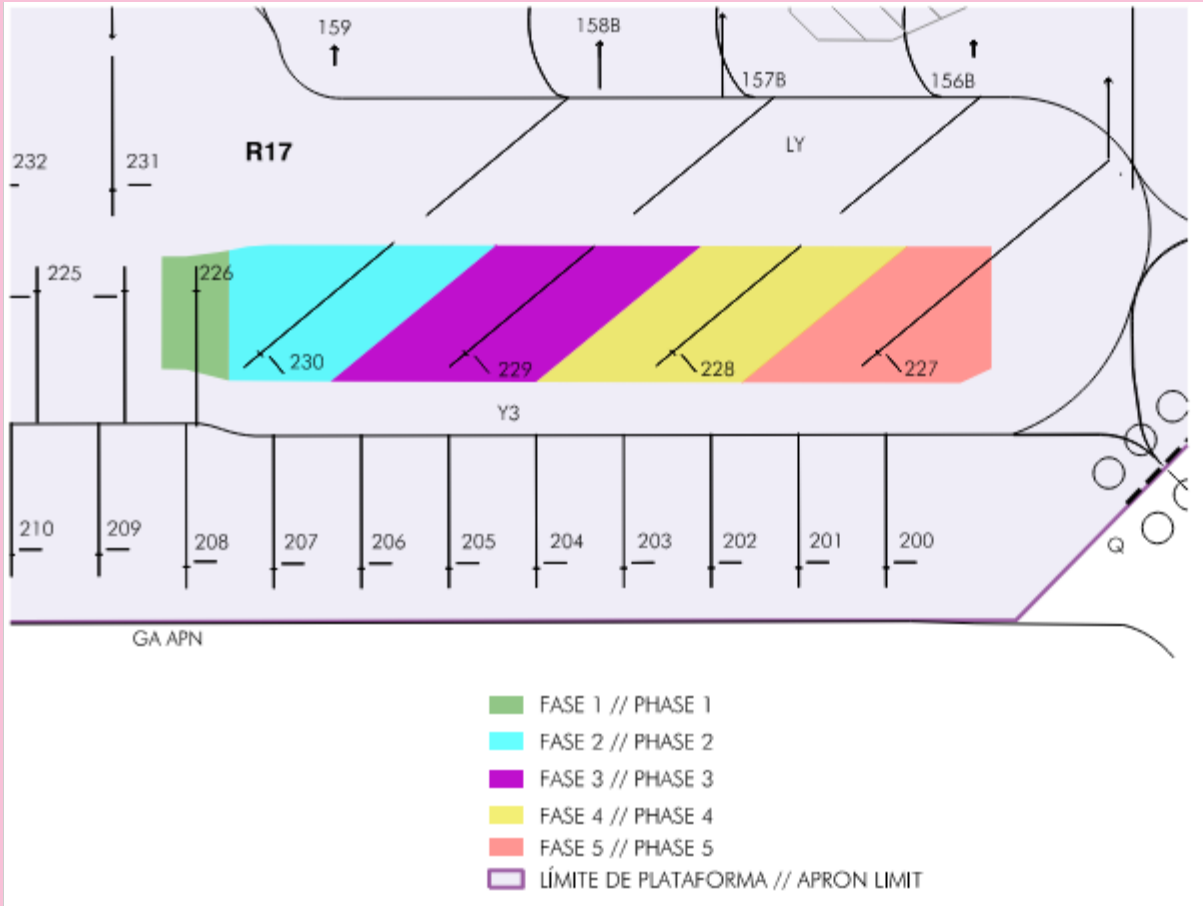 159
158B
157B
156B
R17
LY
232
231
225
226
230
229
228
227
Y3
210
209
208
207
206
205
204
203
202
201
200
Q
GA APN
FASE 1 // PHASE 1
FASE 2 // PHASE 2
FASE 3 // PHASE 3
FASE 4 // PHASE 4
FASE 5 // PHASE 5
LÍMITE DE PLATAFORMA // APRON LIMIT